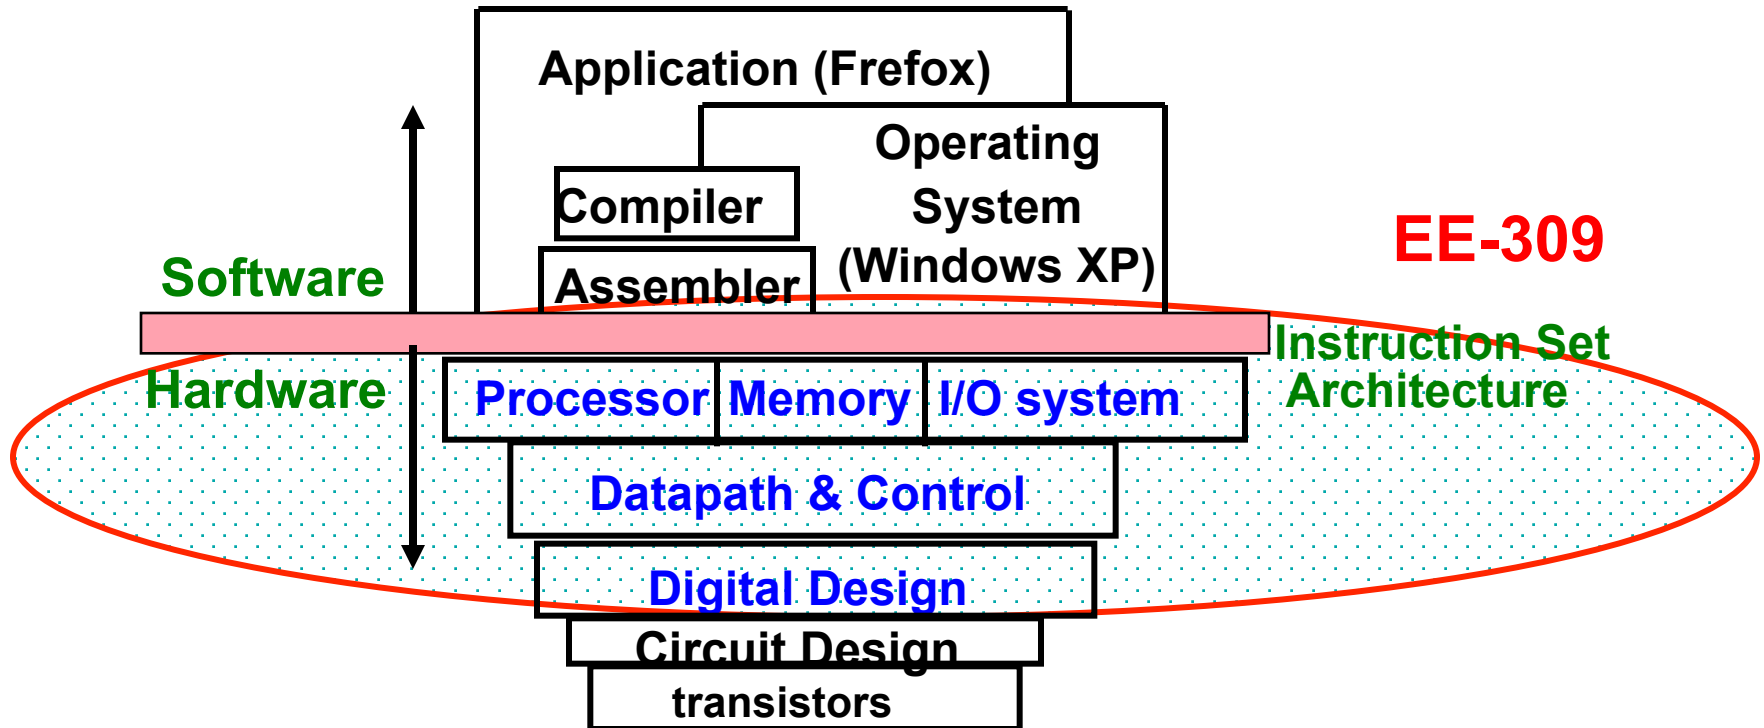 Application (Frefox)
Operating
System
(Windows XP)
Compiler
Assembler
EE-309
Software
Instruction Set
Architecture
Hardware
Processor
Memory
I/O system
Datapath & Control
Digital Design
Circuit Design
transistors